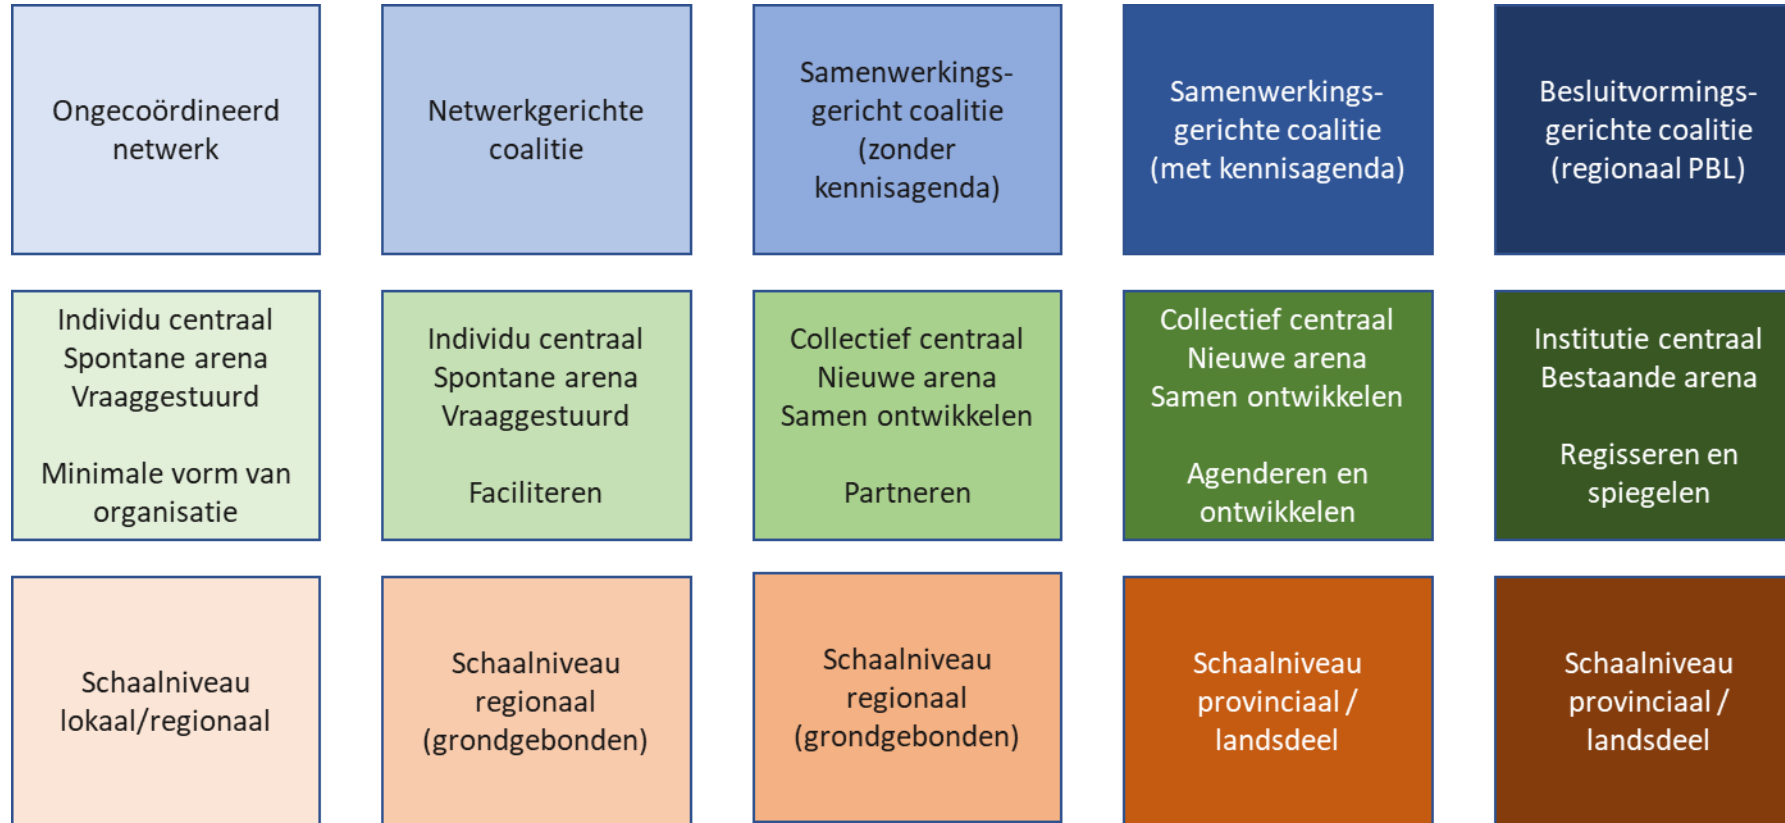 Ongecoördineerd
netwerk
Netwerkgerichte
coalitie
Samenwerkings-
gericht coalitie
(zonder
kennisagenda)
Samenwerkings-
gerichte coalitie
(met kennisagenda)
Besluitvormings-
gerichte coalitie
(regionaal PBL)
Individu centraal
Spontane arena
Vraaggestuurd
Minimale vorm van
organisatie
Individu centraal
Spontane arena
Vraaggestuurd
Faciliteren
Collectief centraal
Nieuwe arena
Samen ontwikkelen
Partneren
Collectief centraal
Nieuwe arena
Samen ontwikkelen
Agenderen en
ontwikkelen
Institutie centraal
Bestaande arena
Regisseren en
spiegelen
Schaalniveau
lokaal/regionaal
Schaalniveau
regionaal
(grondgebonden)
Schaalniveau
regionaal
(grondgebonden)
Schaalniveau
provinciaal /
landsdeel
Schaalniveau
provinciaal /
landsdeel